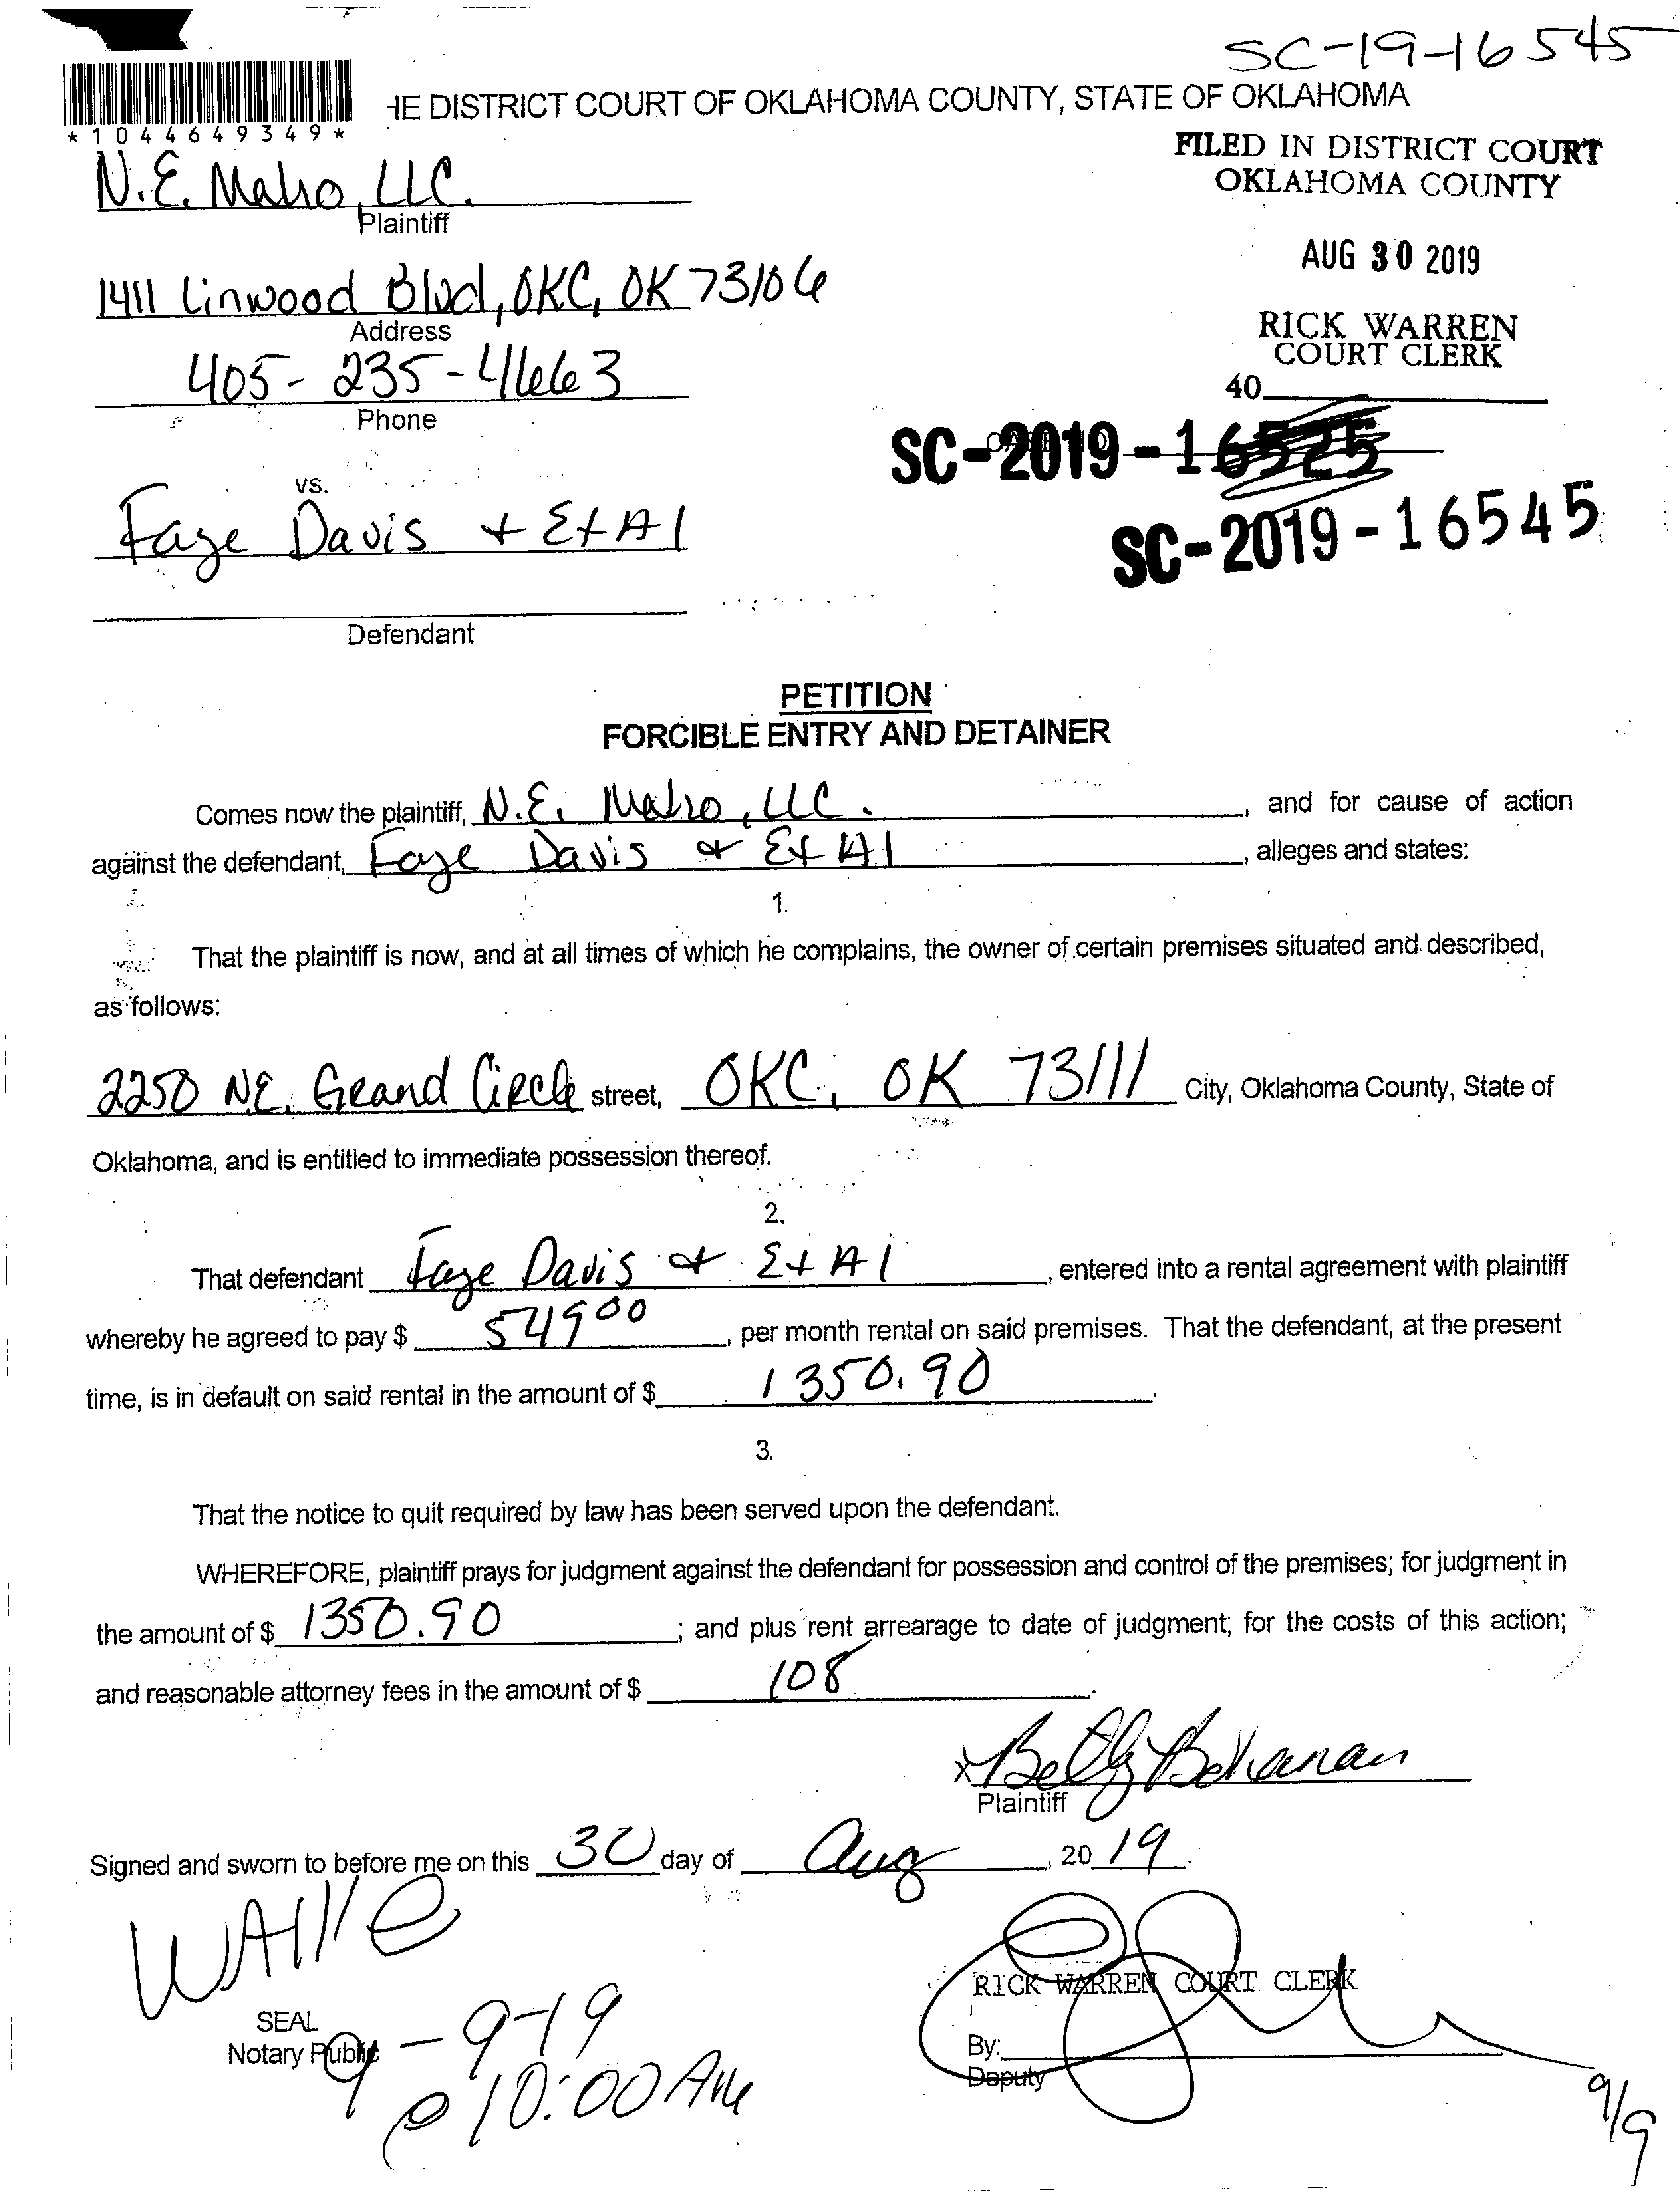 SC-19-16545
HE DISTRICT COURT OF OKLAHOMA COUNTY, STATE OF OKLAHOMA
*1044649349*
FILED IN DISTRICT COURT
OKLAHOMA COUNTY
N.E. Mahro, LLC.
Plaintiff
AUG 30 2019
1411 Linwood Blvd, OKC, OK 73106
Address
RICK WARREN
COURT CLERK
405-235-4663
Phone
40
SC-2019-16525
vs.
Faye Davis + Et Al
SC-2019-16545
Defendant
PETITION
FORCIBLE ENTRY AND DETAINER
Comes now the plaintiff, N.E. Mahro, LLC. , and for cause of action
against the defendant, Faye Davis & Et Al , alleges and states:
1.
That the plaintiff is now, and at all times of which he complains, the owner of certain premises situated and described,
as follows:
2250 NE. Grand Circle street, OKC, OK 73111 City, Oklahoma County, State of
Oklahoma, and is entitled to immediate possession thereof.
2.
That defendant Faye Davis & Et Al , entered into a rental agreement with plaintiff
whereby he agreed to pay $ 549 00 , per month rental on said premises. That the defendant, at the present
time, is in default on said rental in the amount of $ 1350.90 .
3.
That the notice to quit required by law has been served upon the defendant.
WHEREFORE, plaintiff prays for judgment against the defendant for possession and control of the premises; for judgment in
the amount of $ 1350.90 ; and plus rent arrearage to date of judgment; for the costs of this action;
and reasonable attorney fees in the amount of $ 108 .
x Betty Bohanan
Plaintiff
Signed and sworn to before me on this 30 day of Aug , 20 19 .
RICK WARREN COURT CLERK
SEAL
Notary Public
By:
Deputy
9-9-19
@ 10:00 AM
9/9